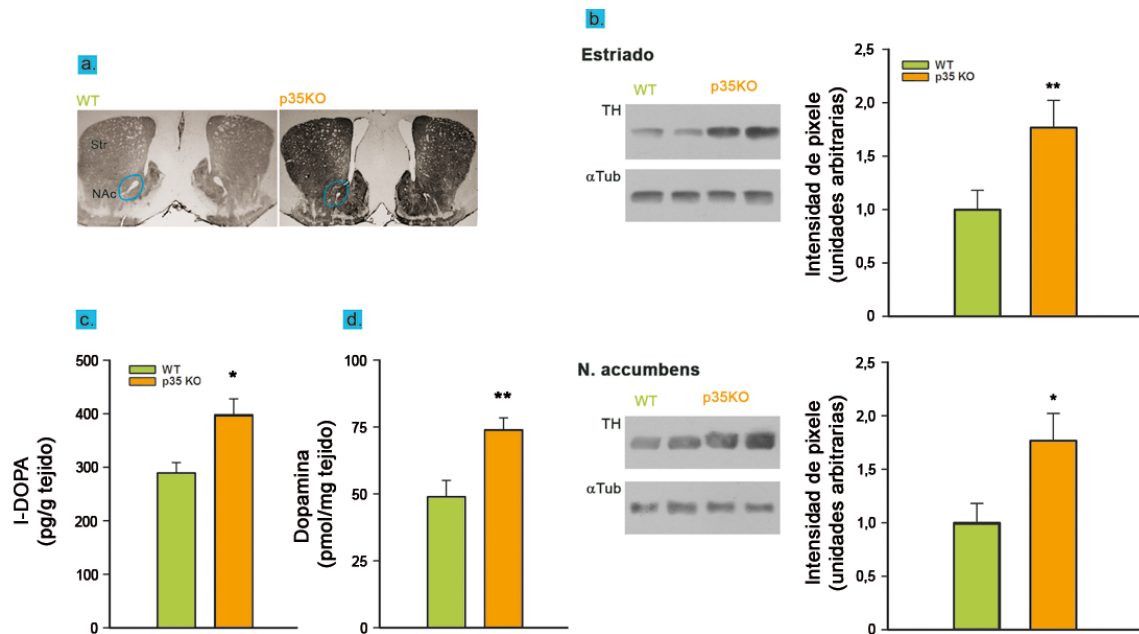 a.
WT
p35KO
Str
NAc
b.
Estriado
WT
p35KO
TH
αTub
Intensidad de pixele
(unidades arbitrarias)
2,5
2,0
1,5
1,0
0,5
0
WT
p35 KO
**
c.
l-DOPA
(pg/g tejido)
500
400
300
200
100
0
WT
p35 KO
*
d.
Dopamina
(pmol/mg tejido)
100
75
50
25
0
**
N. accumbens
WT
p35KO
TH
αTub
Intensidad de pixele
(unidades arbitrarias)
2,5
2,0
1,5
1,0
0,5
0
*